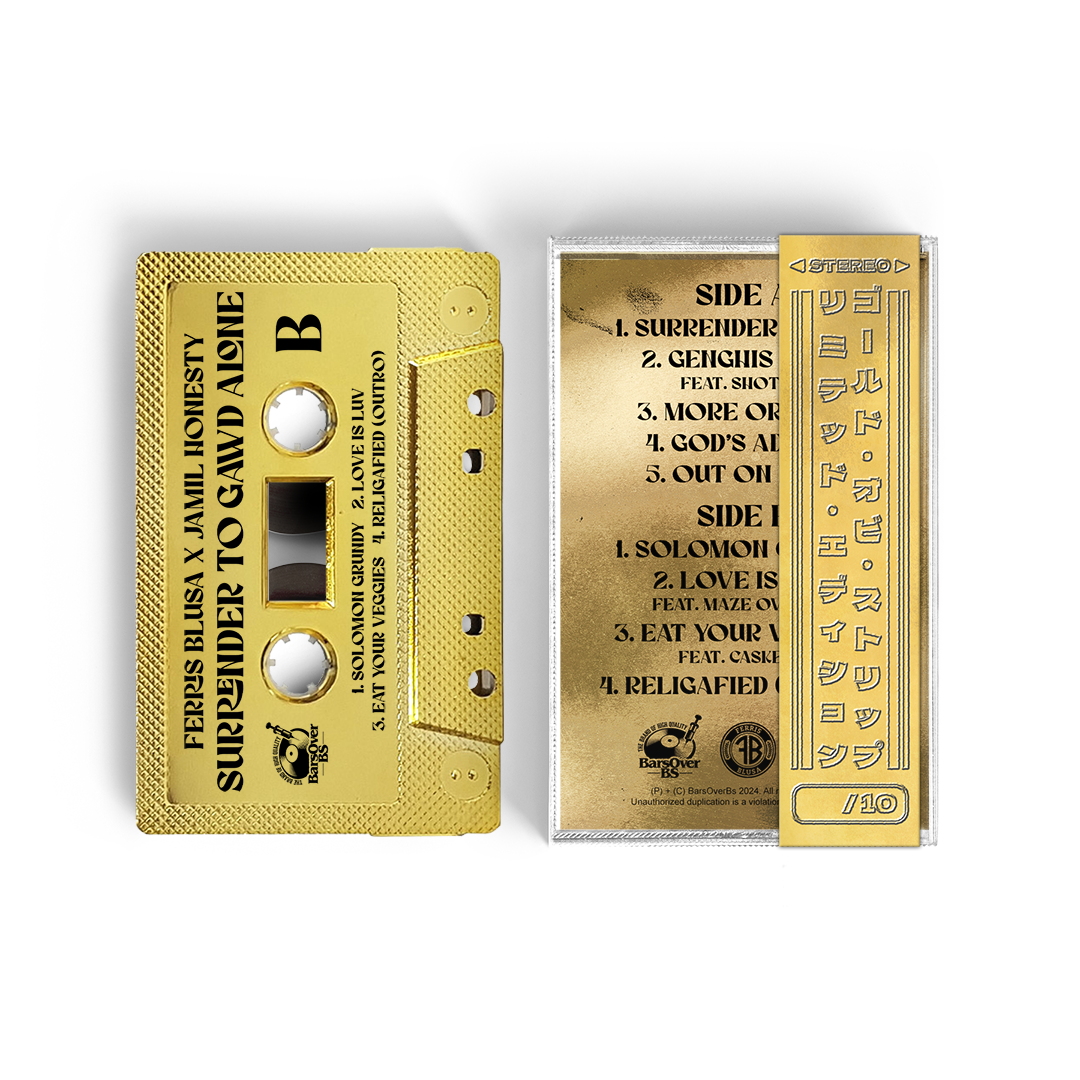 FERRIS BLUSA X JAMIL HONESTY
SURRENDER TO GAWD ALONE
B
1. SOLOMON GRUNDY 2. LOVE IS LUV
3. EAT YOUR VEGGIES 4. RELIGAFIED (OUTRO)
THE BRAND OF HIGH QUALITY
BarsOver
BS
SIDE A
1. SURRENDER
2. GENGHIS
FEAT. SHOT
3. MORE OR
4. GOD'S AD
5. OUT ON
SIDE
1. SOLOMON
2. LOVE IS
FEAT. MAZE OV
3. EAT YOUR
FEAT. CASKE
4. RELIGAFIED (
THE BRAND OF HIGH QUALITY
BarsOver
BS
FERRIS
FB
BLUSA
(P) + (C) BarsOverBs 2024. All
Unauthorized duplication is a violation
STEREO
ゴールド・オビ・ストリップ
リミテッド・エディション
/10